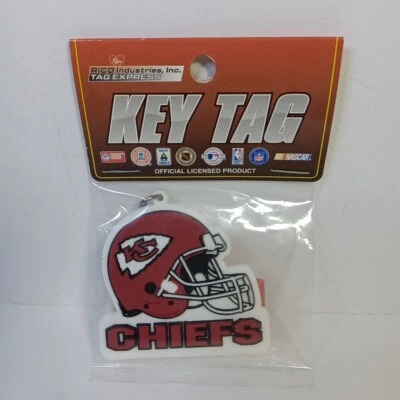 RICO Industries, Inc.
TAG EXPRESS
KEY TAG
NASCAR
OFFICIAL LICENSED PRODUCT
KC
CHIEFS